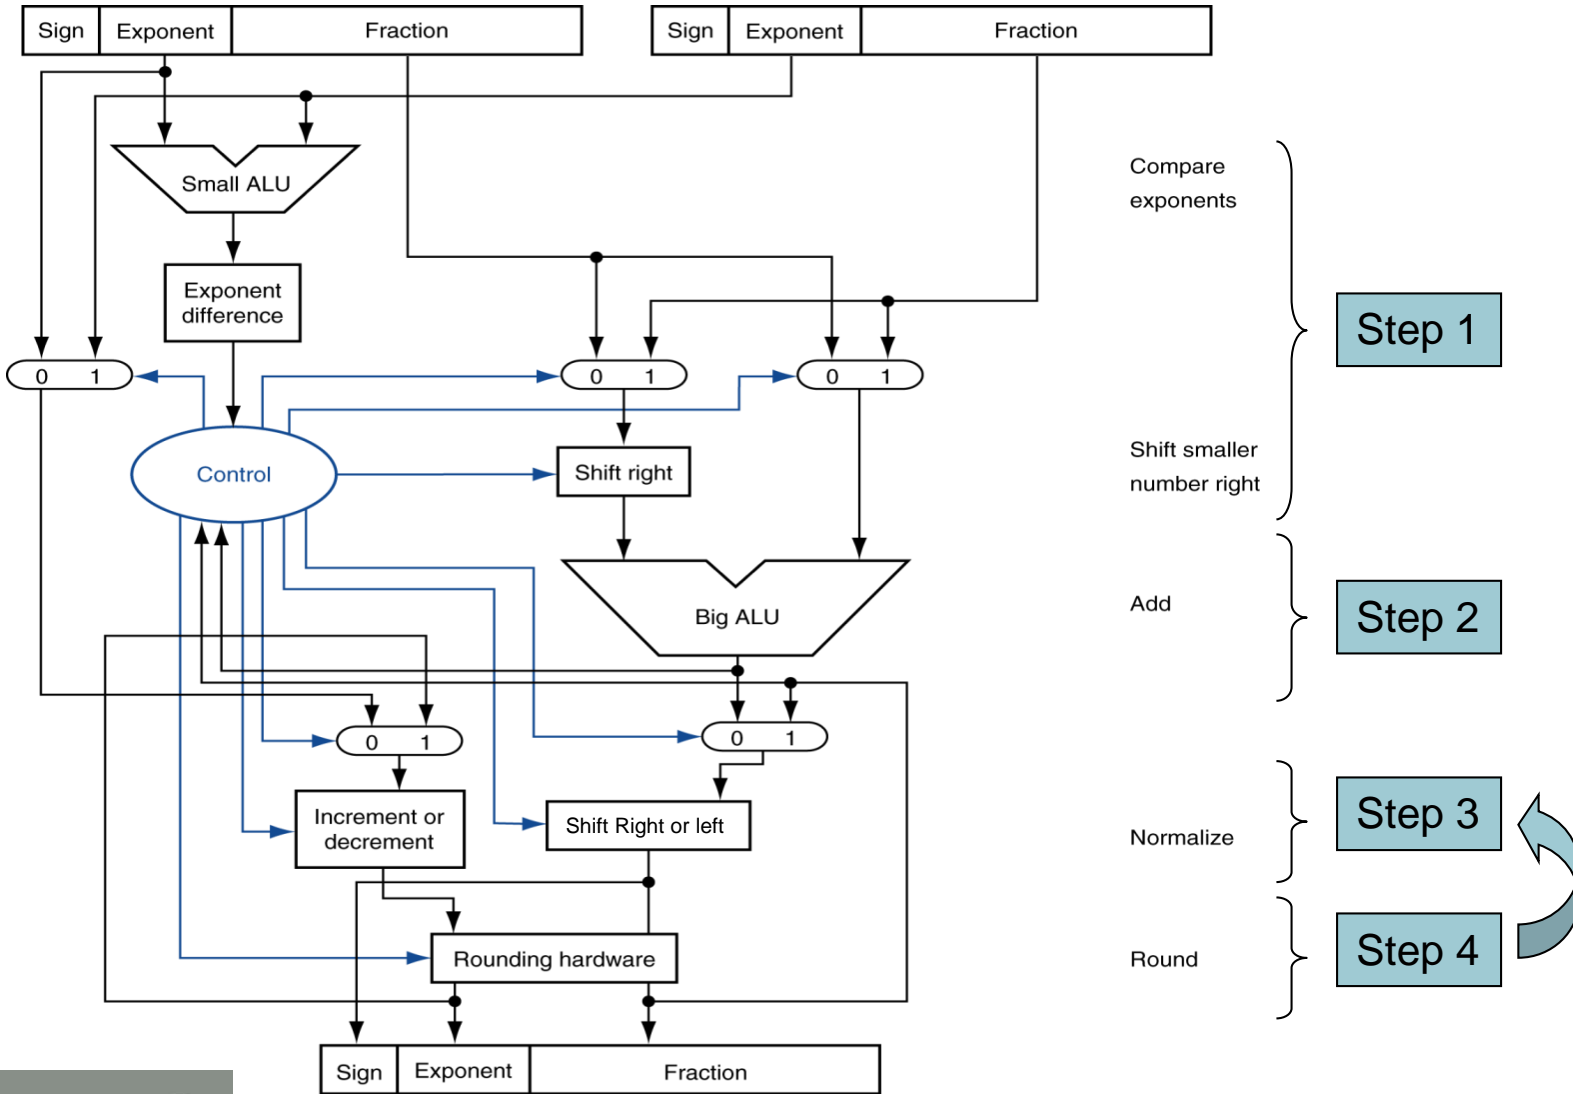 Sign Exponent Fraction
Sign Exponent Fraction
Small ALU
Compare
exponents
Exponent
difference
Step 1
0 1
0 1
0 1
Control
Shift right
Shift smaller
number right
Big ALU
Add
Step 2
0 1
0 1
Increment or
decrement
Shift Right or left
Normalize
Step 3
Rounding hardware
Round
Step 4
Sign Exponent Fraction